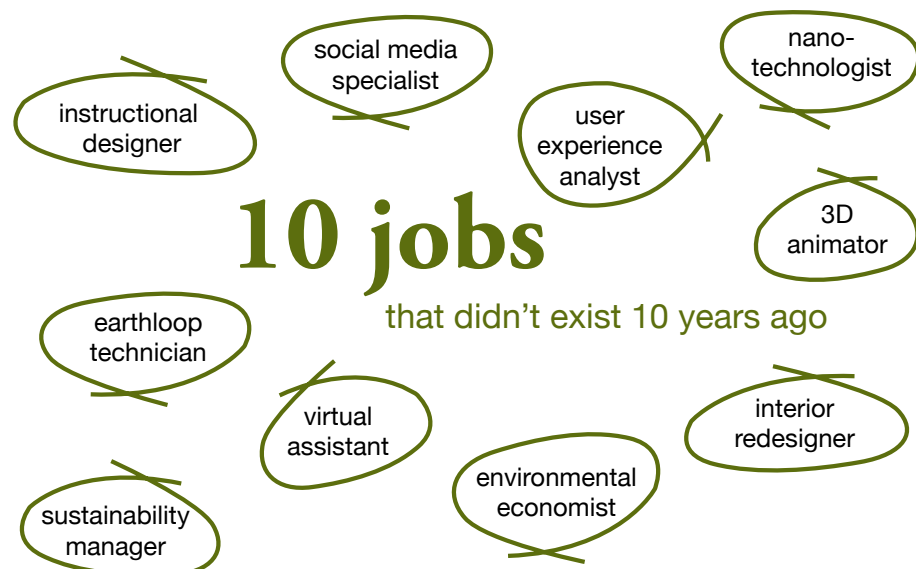 social media
specialist
nano-
technologist
instructional
designer
user
experience
analyst
10 jobs
3D
animator
that didn't exist 10 years ago
earthloop
technician
virtual
assistant
interior
redesigner
environmental
economist
sustainability
manager